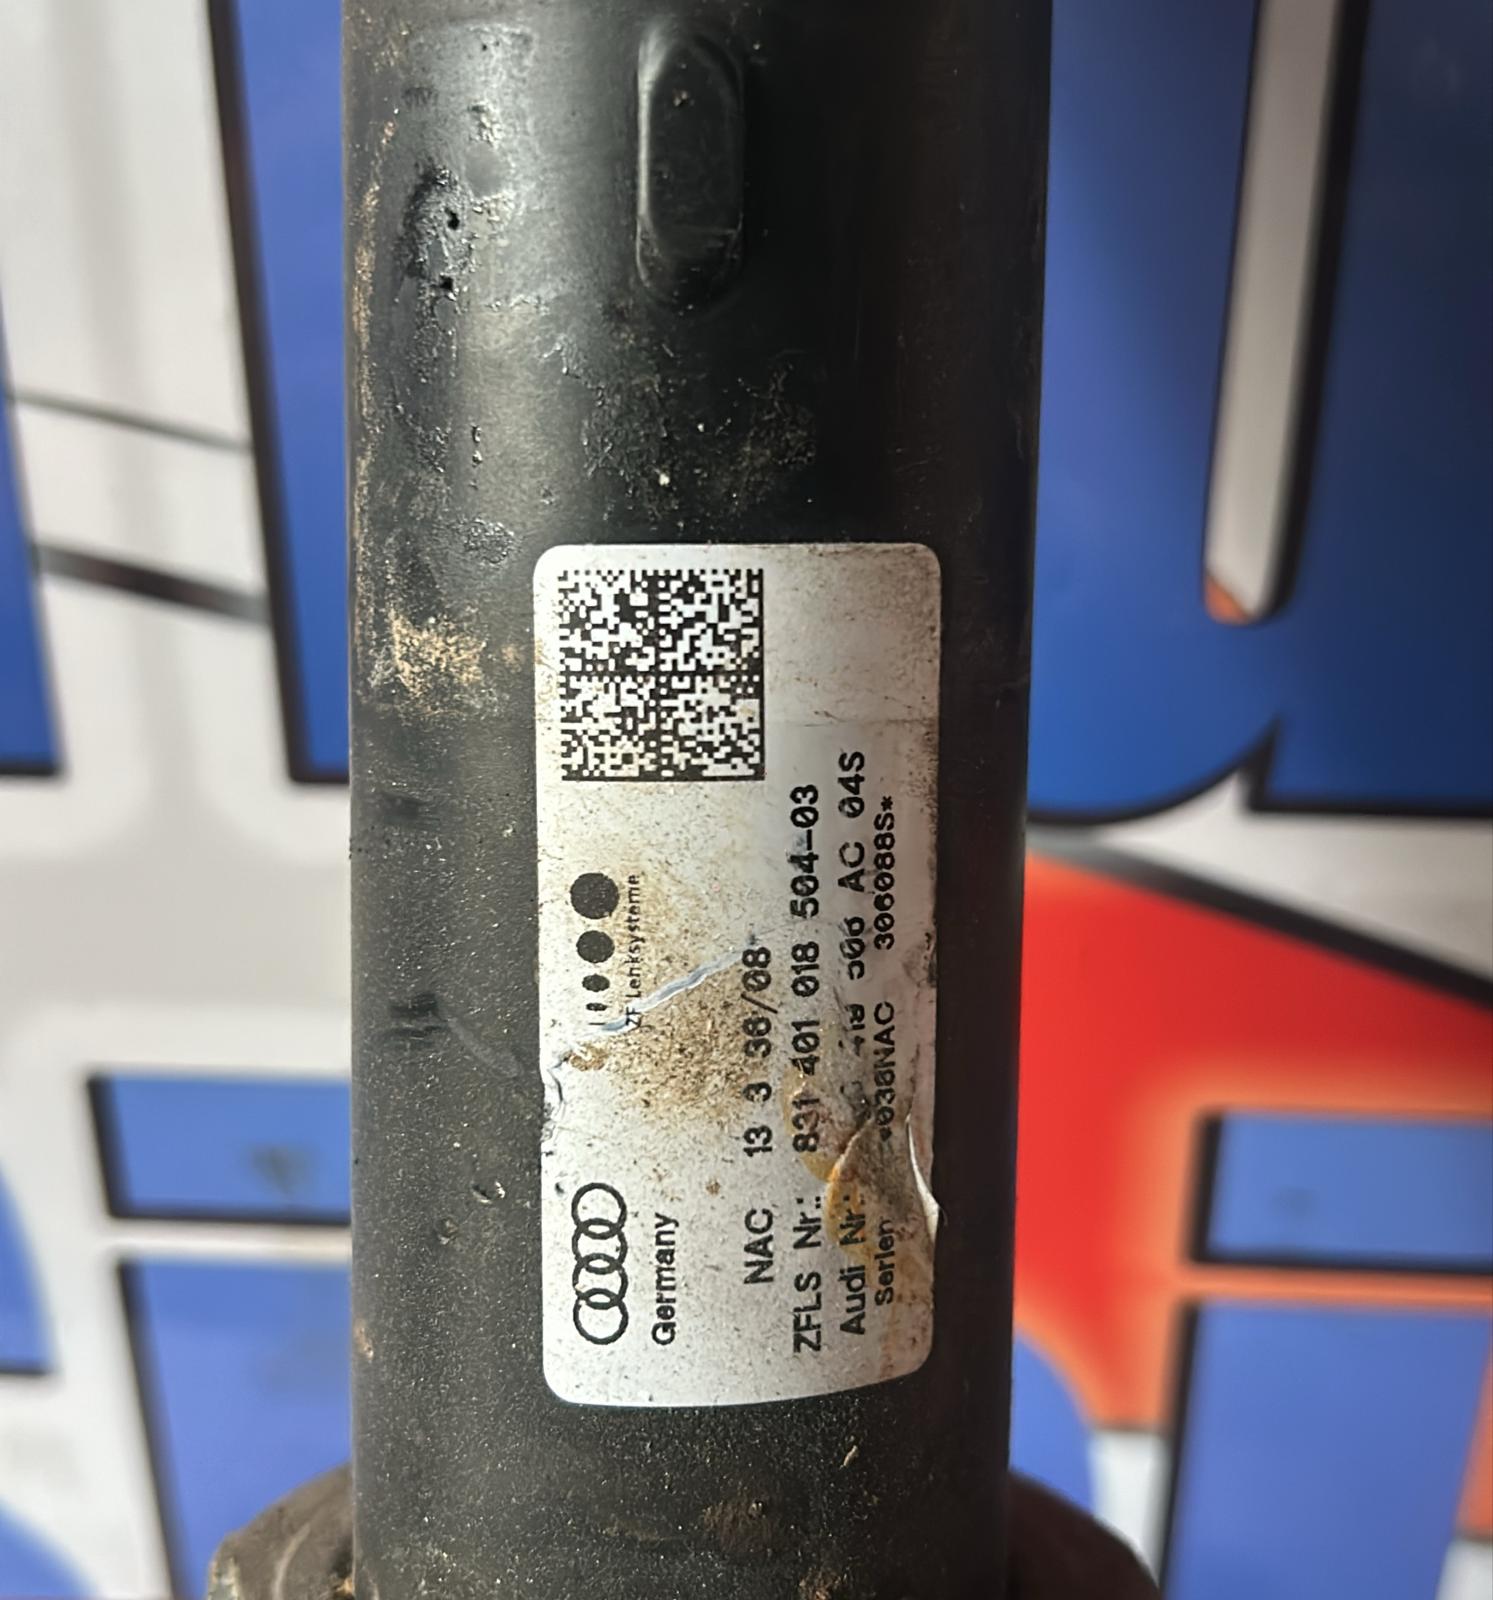 Germany
ZF Lenksysteme
NAC 13 3 36/08
ZFLS Nr.: 831 401 018 504-03
Audi Nr.: 506 AC 04S
Serien 306088S*